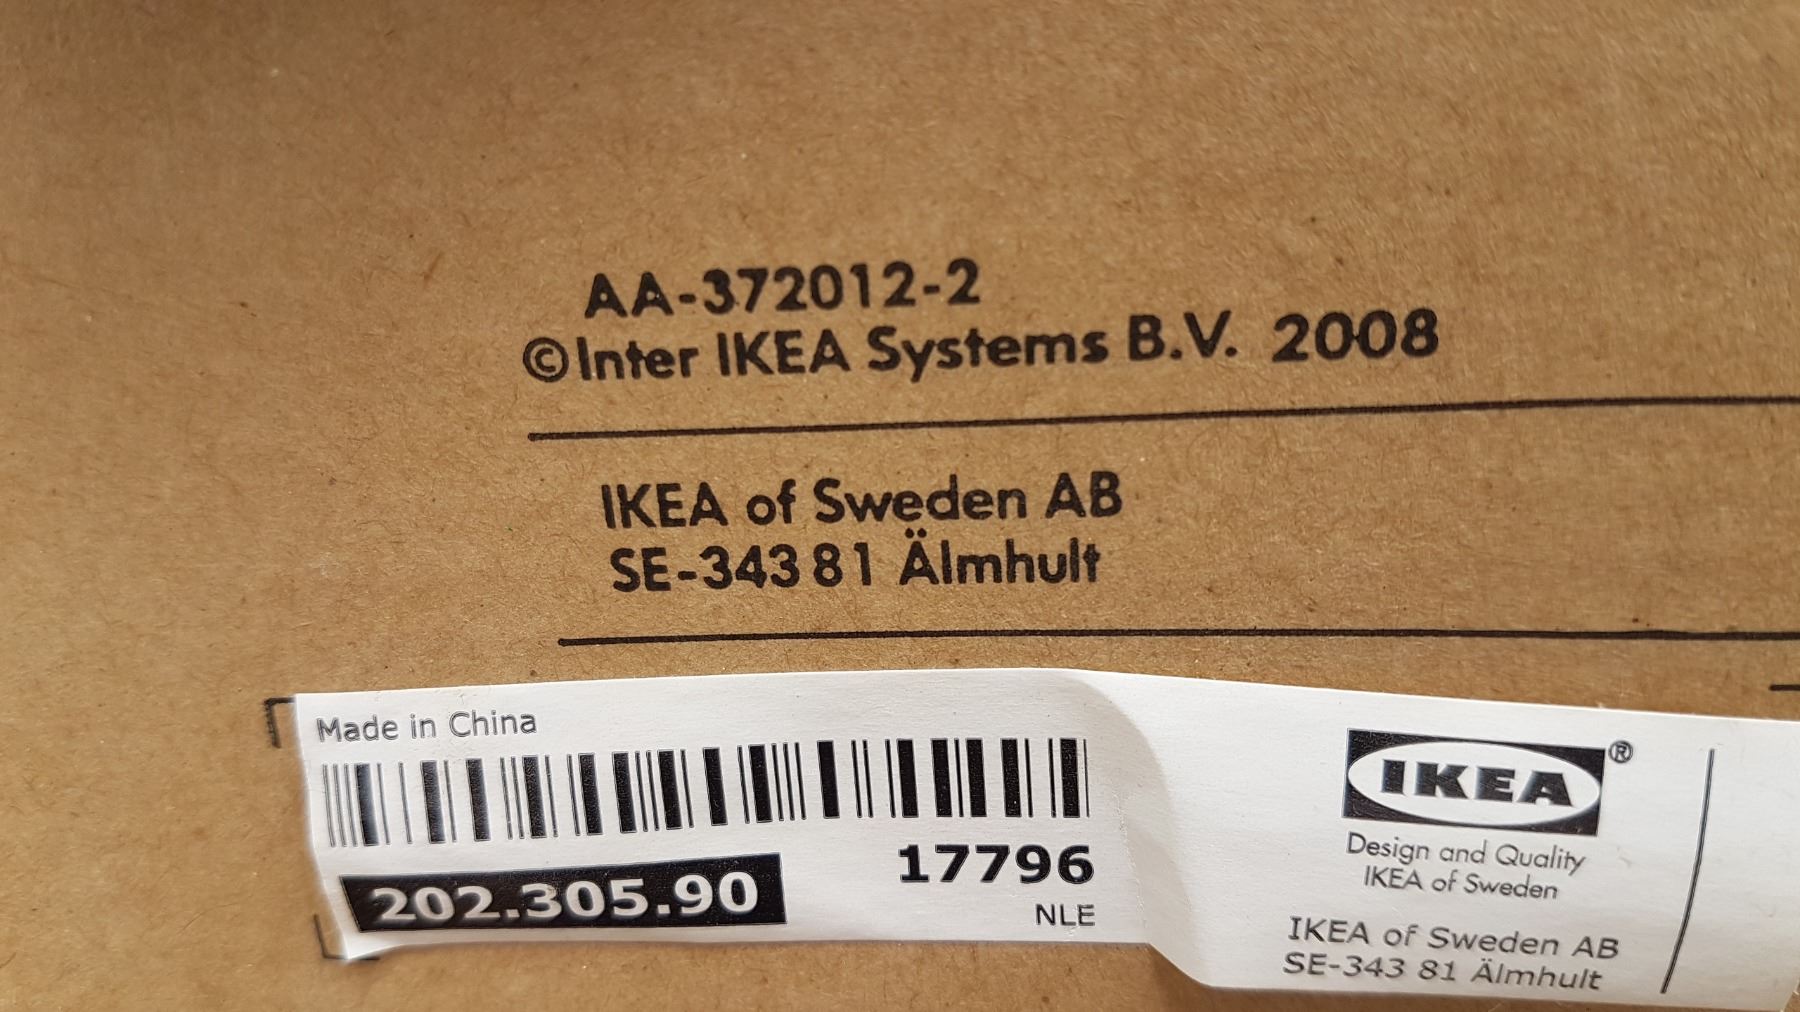 AA-372012-2
©Inter IKEA Systems B.V. 2008
IKEA of Sweden AB
SE-343 81 Älmhult
Made in China
202.305.90
17796
NLE
IKEA®
Design and Quality
IKEA of Sweden
IKEA of Sweden AB
SE-343 81 Älmhult